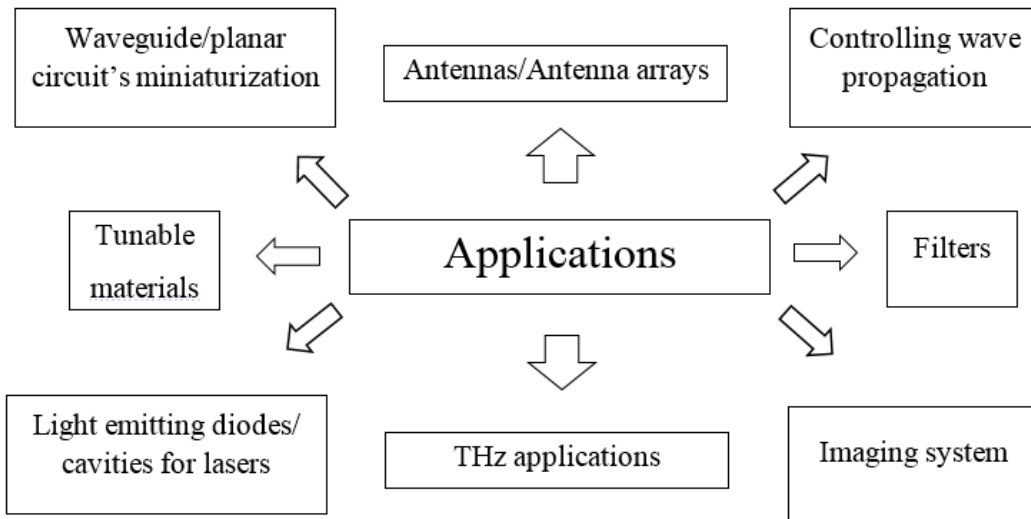 Waveguide/planar
circuit’s miniaturization
Antennas/Antenna arrays
Controlling wave
propagation
Tunable
materials
Applications
Filters
Light emitting diodes/
cavities for lasers
THz applications
Imaging system